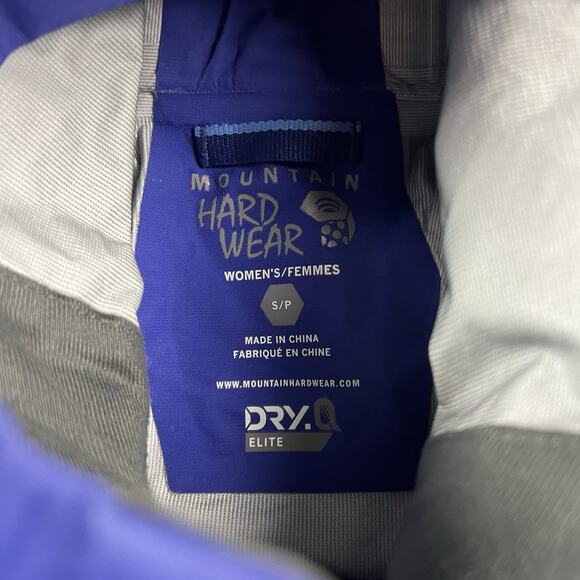 MOUNTAIN
HARD
WEAR
WOMEN'S/FEMMES
S/P
MADE IN CHINA
FABRIQUÉ EN CHINE
WWW.MOUNTAINHARDWEAR.COM
DRY.Q
ELITE